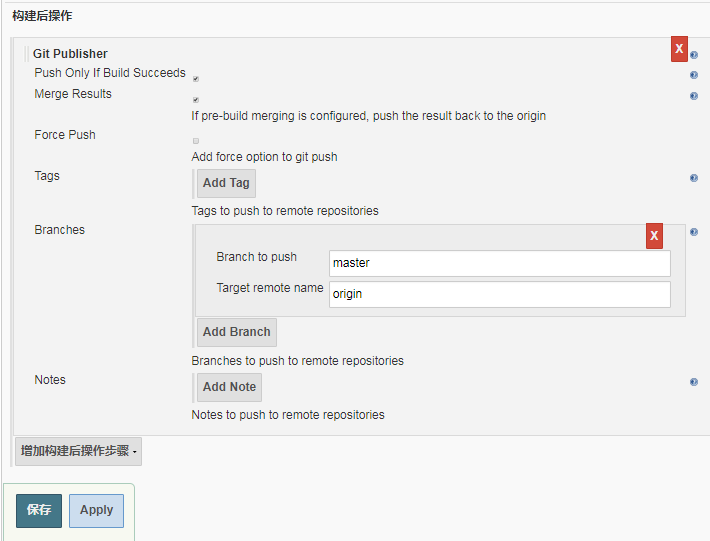 构建后操作
Git Publisher
X
Push Only If Build Succeeds
Merge Results
If pre-build merging is configured, push the result back to the origin
Force Push
Add force option to git push
Tags
Add Tag
Tags to push to remote repositories
Branches
X
Branch to push
master
Target remote name
origin
Add Branch
Branches to push to remote repositories
Notes
Add Note
Notes to push to remote repositories
增加构建后操作步骤
保存
Apply